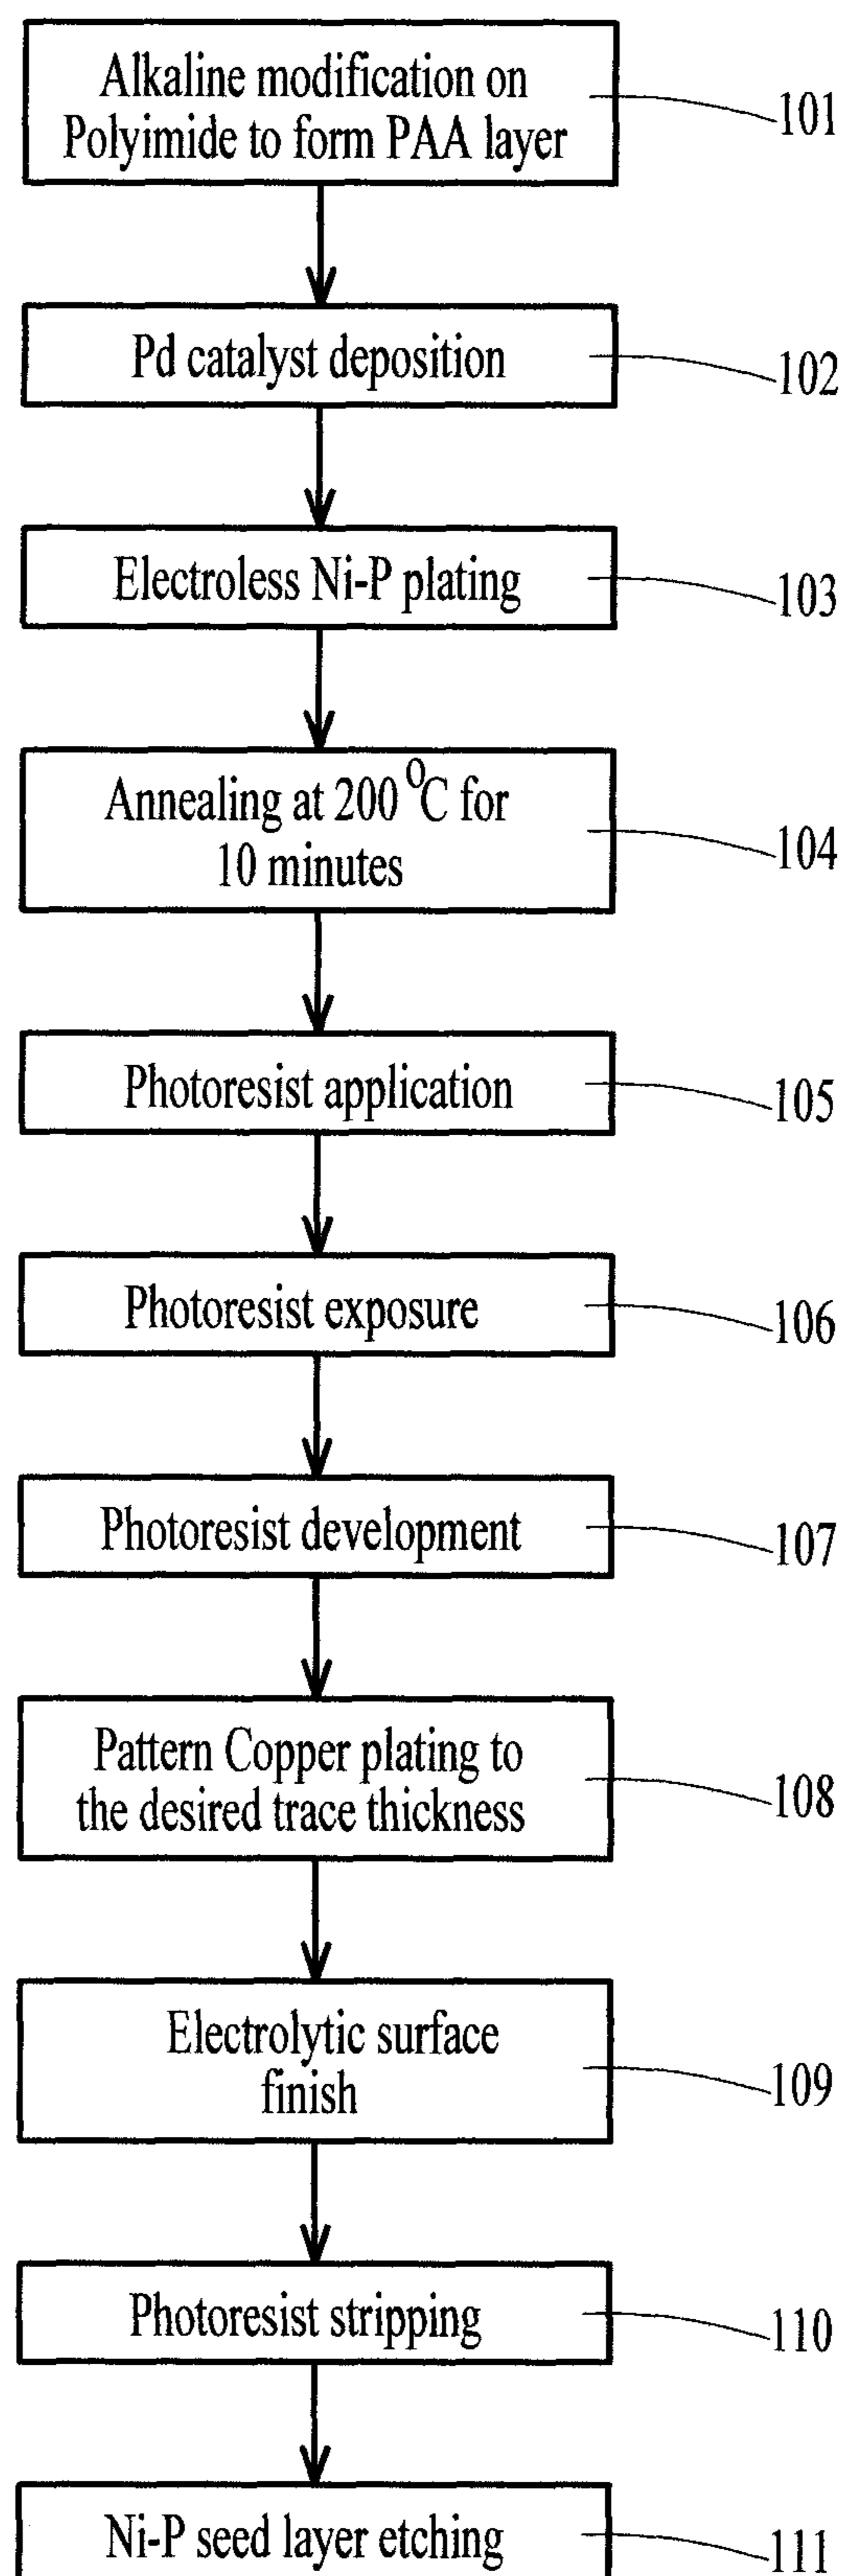 Alkaline modification on
Polyimide to form PAA layer
101
Pd catalyst deposition
102
Electroless Ni-P plating
103
Annealing at 200 °C for
10 minutes
104
Photoresist application
105
Photoresist exposure
106
Photoresist development
107
Pattern Copper plating to
the desired trace thickness
108
Electrolytic surface
finish
109
Photoresist stripping
110
Ni-P seed layer etching
111